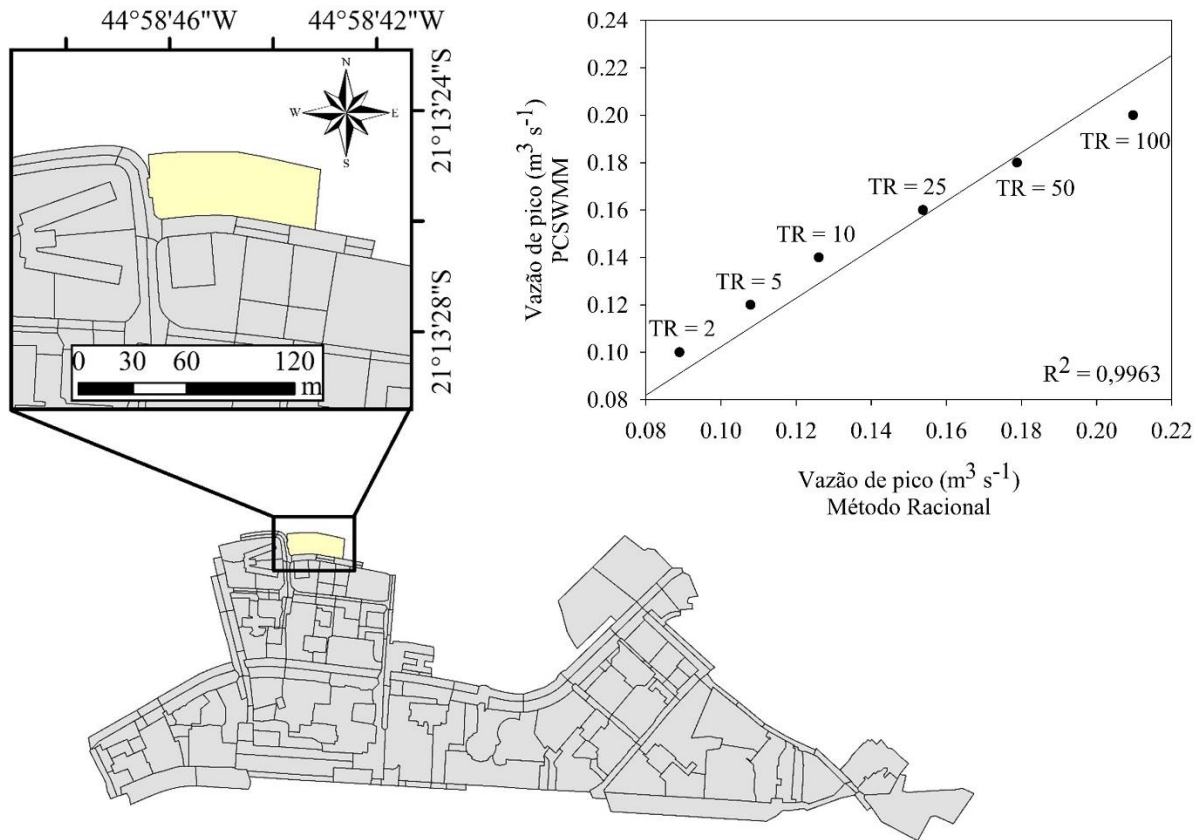 44°58'46"W 44°58'42"W
N
W E
S
21°13'24"S
21°13'28"S
0 30 60 120
m
Vazão de pico (m³ s⁻¹)
PCSWMM
0.22
0.20
0.18
0.16
0.14
0.12
0.10
0.08
TR = 100
TR = 25
TR = 50
TR = 10
TR = 5
TR = 2
R² = 0,9963
0.08 0.10 0.12 0.14 0.16 0.18 0.20 0.22
Vazão de pico (m³ s⁻¹)
Método Racional